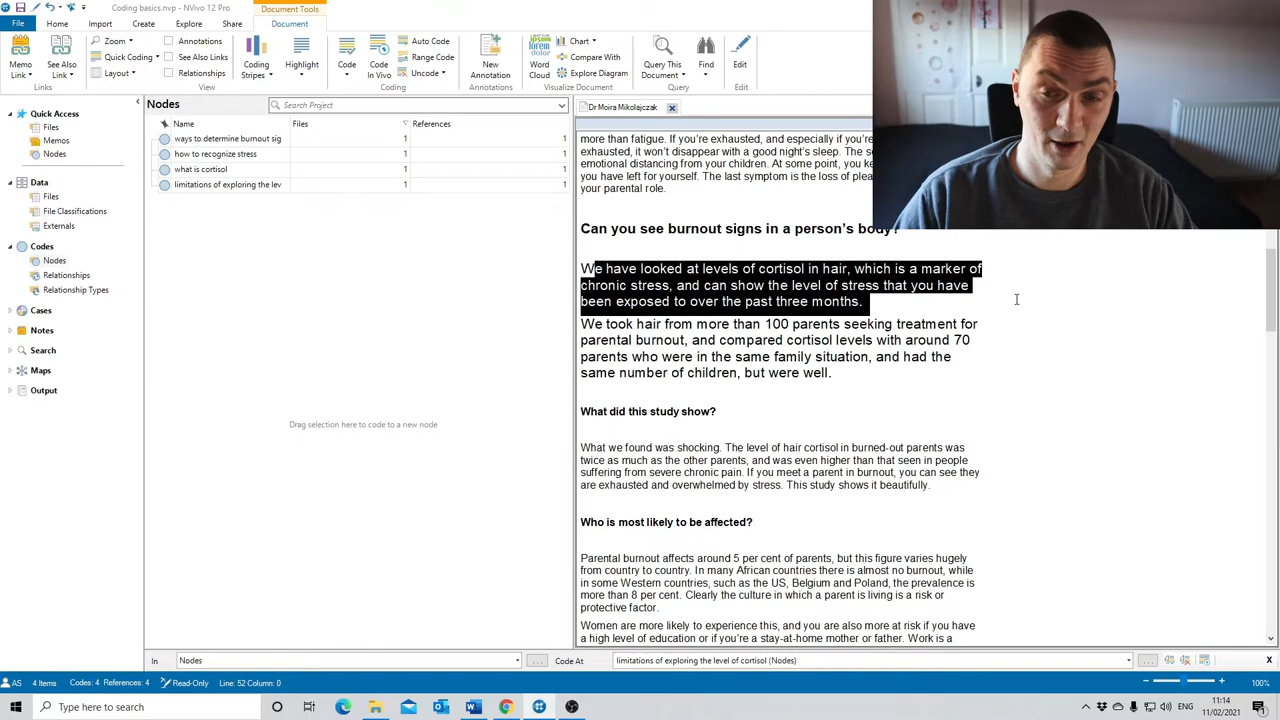 Coding basics.nvp - NVivo 12 Pro
Document Tools
File
Home
Import
Create
Explore
Share
Document
Memo Link
See Also Link
Zoom
Quick Coding
Layout
Annotations
See Also Links
Relationships
Coding Stripes
Highlight
Code
Code In Vivo
Auto Code
Range Code
Uncode
New Annotation
Word Cloud
Chart
Compare With
Explore Diagram
Query This Document
Find
Edit
Links
View
Coding
Annotations
Visualize Document
Query
Edit
Quick Access
Files
Memos
Nodes
Data
Files
File Classifications
Externals
Codes
Nodes
Relationships
Relationship Types
Cases
Notes
Search
Maps
Output
Nodes
Search Project
Name Files References
ways to determine burnout sig 1 1
how to recognize stress 1 1
what is cortisol 1 1
limitations of exploring the lev 1 1
Drag selection here to code to a new node
Dr Moira Mikolajczak
more than fatigue. If you're exhausted, and especially if you're
exhausted, it won't disappear with a good night's sleep. The
emotional distancing from your children. At some point, you
you have left for yourself. The last symptom is the loss of
your parental role.
Can you see burnout signs in a person's body?
We have looked at levels of cortisol in hair, which is a marker of
chronic stress, and can show the level of stress that you have
been exposed to over the past three months.
We took hair from more than 100 parents seeking treatment for
parental burnout, and compared cortisol levels with around 70
parents who were in the same family situation, and had the
same number of children, but were well.
What did this study show?
What we found was shocking. The level of hair cortisol in burned-out parents was
twice as much as the other parents, and was even higher than that seen in people
suffering from severe chronic pain. If you meet a parent in burnout, you can see they
are exhausted and overwhelmed by stress. This study shows it beautifully.
Who is most likely to be affected?
Parental burnout affects around 5 per cent of parents, but this figure varies hugely
from country to country. In many African countries there is almost no burnout, while
in some Western countries, such as the US, Belgium and Poland, the prevalence is
more than 8 per cent. Clearly the culture in which a parent is living is a risk or
protective factor.
Women are more likely to experience this, and you are also more at risk if you have
a high level of education or if you're a stay-at-home mother or father. Work is a
In Nodes ... Code At limitations of exploring the level of cortisol (Nodes) ...
AS 4 Items Codes: 4 References: 4 Read-Only Line: 52 Column: 0 100%
Type here to search
ENG
11:14
11/02/2021